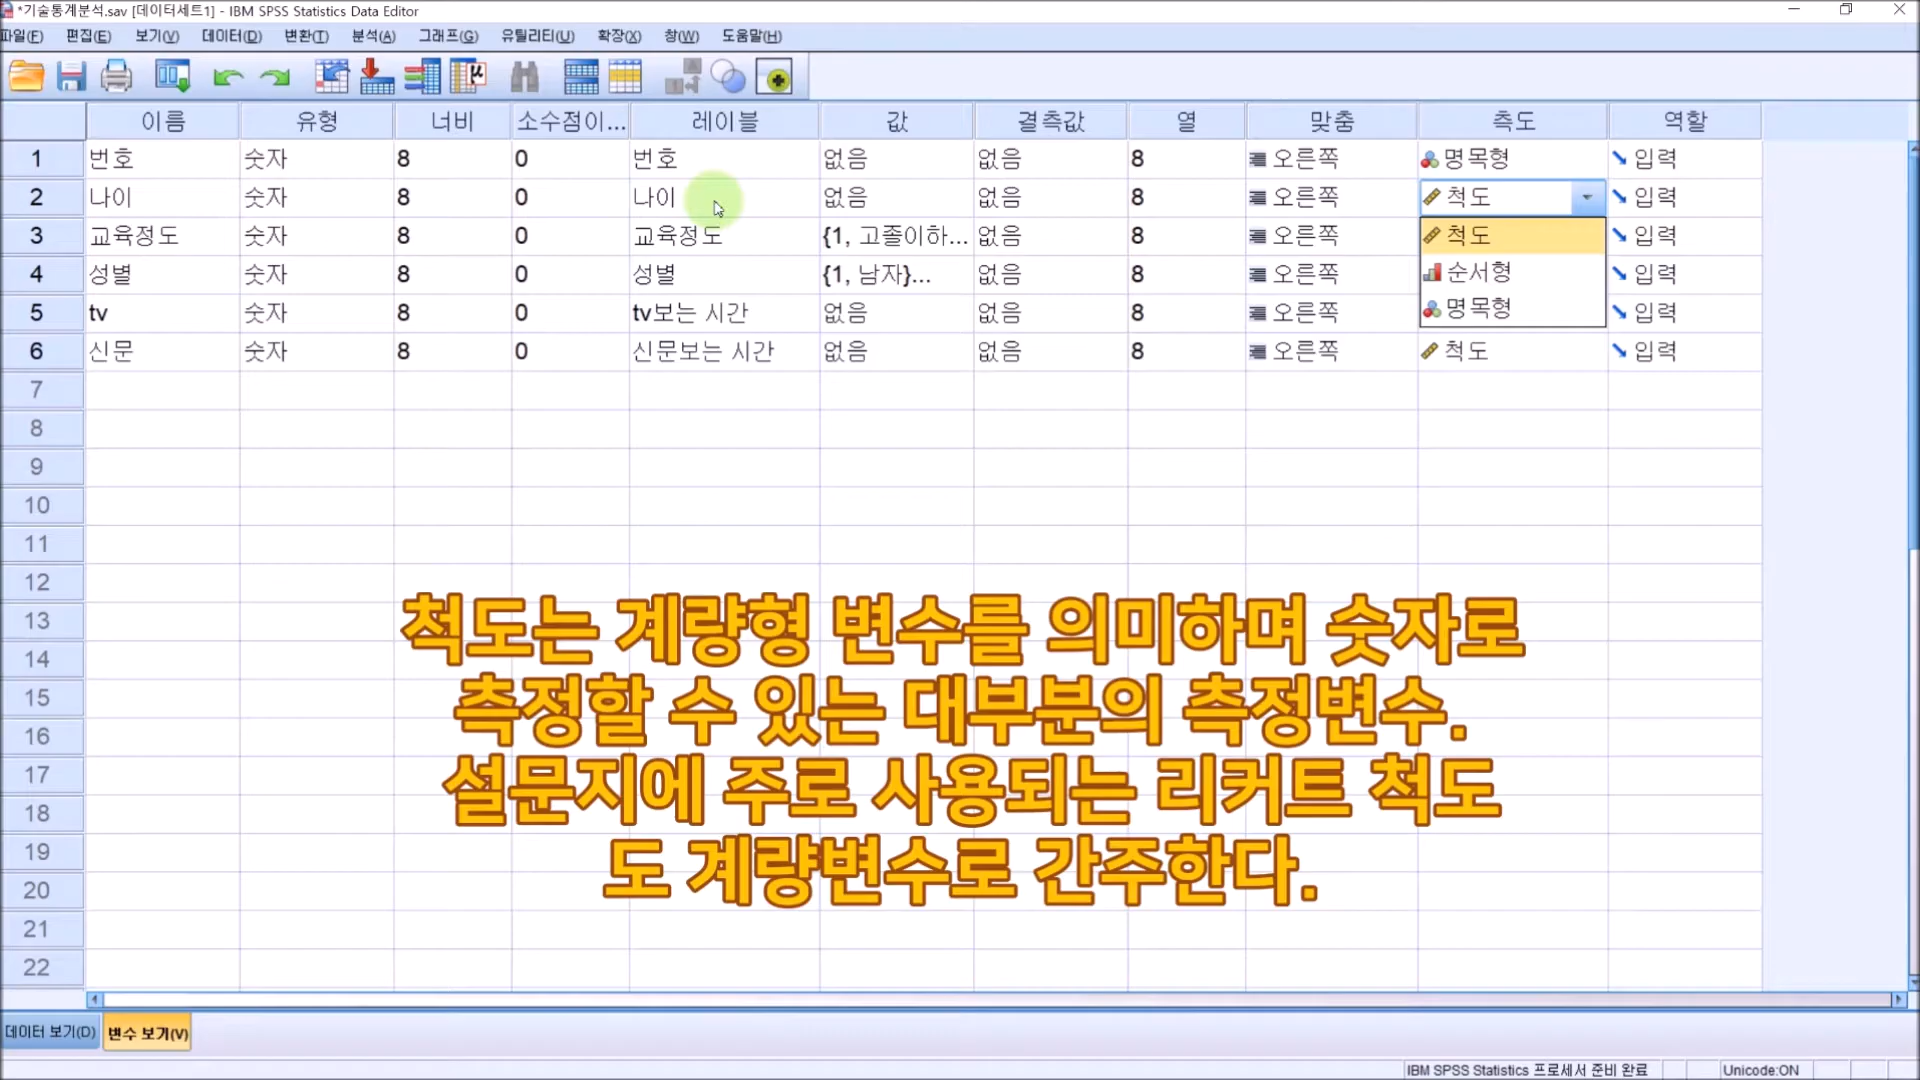 *기술통계분석.sav [데이터세트1] - IBM SPSS Statistics Data Editor
파일(F) 편집(E) 보기(V) 데이터(D) 변환(T) 분석(A) 그래프(G) 유틸리티(U) 확장(X) 창(W) 도움말(H)
이름 유형 너비 소수점이... 레이블 값 결측값 열 맞춤 측도 역할
1 번호 숫자 8 0 번호 없음 없음 8 오른쪽 명목형 입력
2 나이 숫자 8 0 나이 없음 없음 8 오른쪽 척도 입력
3 교육정도 숫자 8 0 교육정도 {1, 고졸이하... 없음 8 오른쪽 척도 입력
4 성별 숫자 8 0 성별 {1, 남자}... 없음 8 오른쪽 순서형 입력
5 tv 숫자 8 0 tv보는 시간 없음 없음 8 오른쪽 명목형 입력
6 신문 숫자 8 0 신문보는 시간 없음 없음 8 오른쪽 척도 입력
7
8
9
10
11
12
13
14
15
16
17
18
19
20
21
22
척도는 계량형 변수를 의미하며 숫자로
측정할 수 있는 대부분의 측정변수.
설문지에 주로 사용되는 리커트 척도
도 계량변수로 간주한다.
데이터 보기(D) 변수 보기(V)
IBM SPSS Statistics 프로세서 준비 완료 Unicode:ON